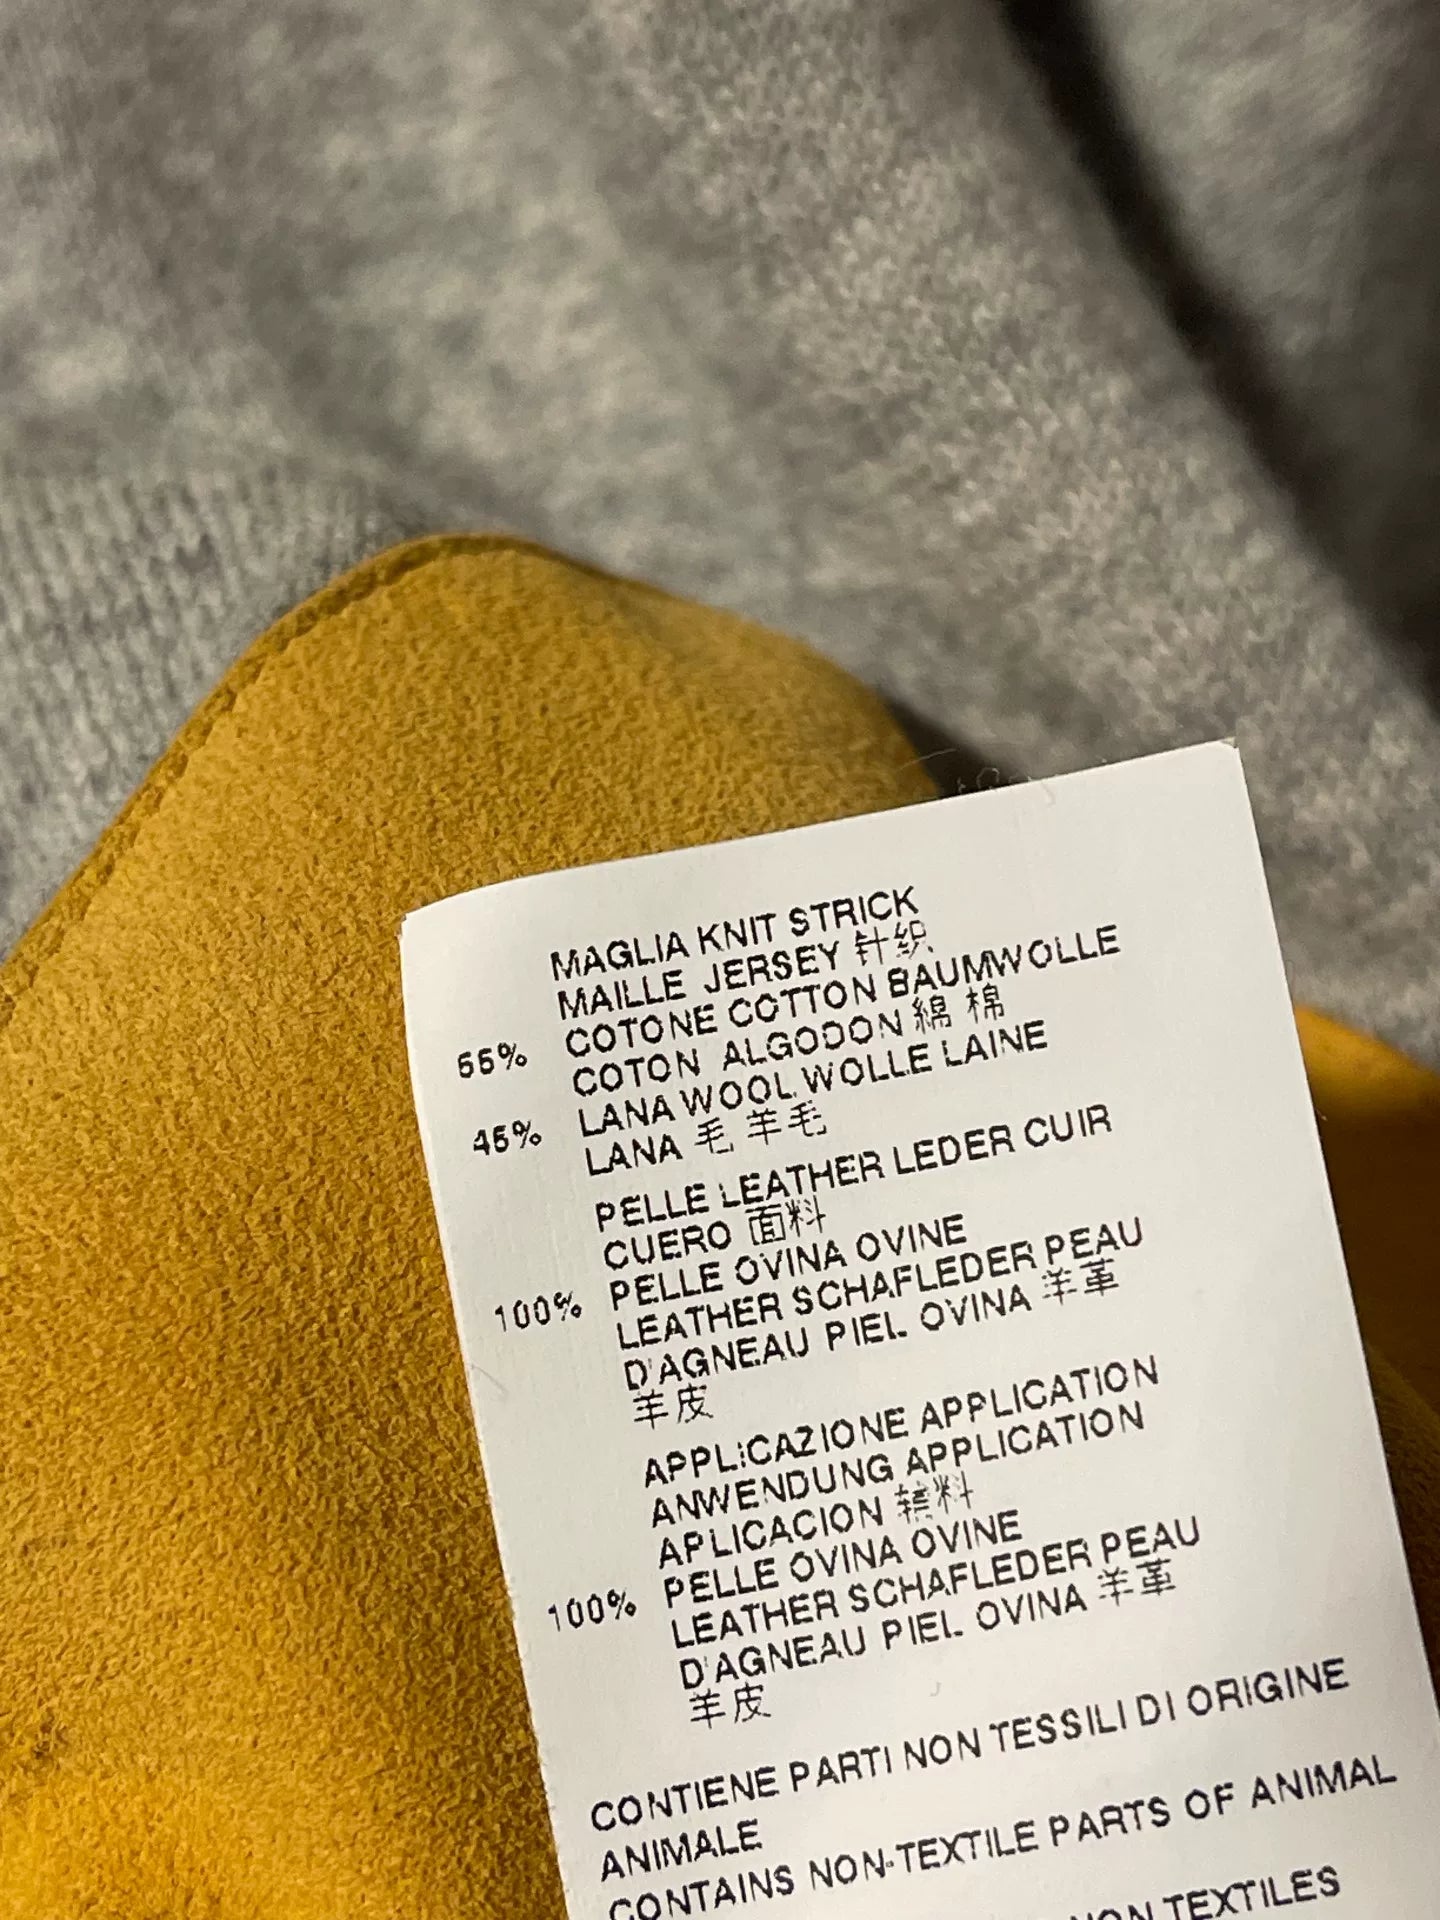 MAGLIA KNIT STRICK
MAILLE JERSEY 针织
COTONE COTTON BAUMWOLLE
55% COTON ALGODON 綿 棉
LANA WOOL WOLLE LAINE
45% LANA 毛 羊毛
PELLE LEATHER LEDER CUIR
CUERO 面料
PELLE OVINA OVINE
100% LEATHER SCHAFLEDER PEAU
D'AGNEAU PIEL OVINA 羊革
羊皮
APPLICAZIONE APPLICATION
ANWENDUNG APPLICATION
APLICACION 料
PELLE OVINA OVINE
100% LEATHER SCHAFLEDER PEAU
D'AGNEAU PIEL OVINA 羊革
羊皮
CONTIENE PARTI NON TESSILI DI ORIGINE
ANIMALE
CONTAINS NON-TEXTILE PARTS OF ANIMAL
NON TEXTILES